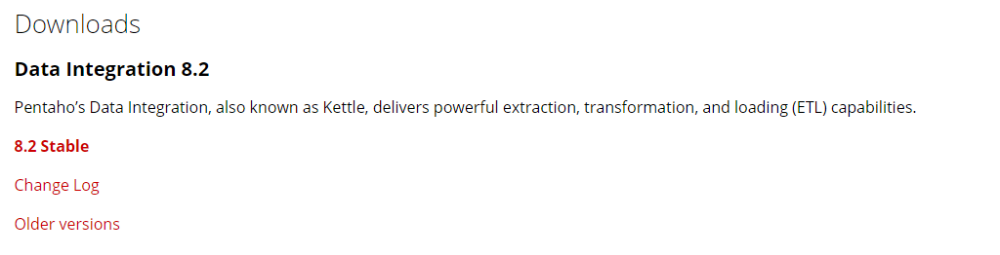 Downloads
Data Integration 8.2
Pentaho’s Data Integration, also known as Kettle, delivers powerful extraction, transformation, and loading (ETL) capabilities.
8.2 Stable
Change Log
Older versions